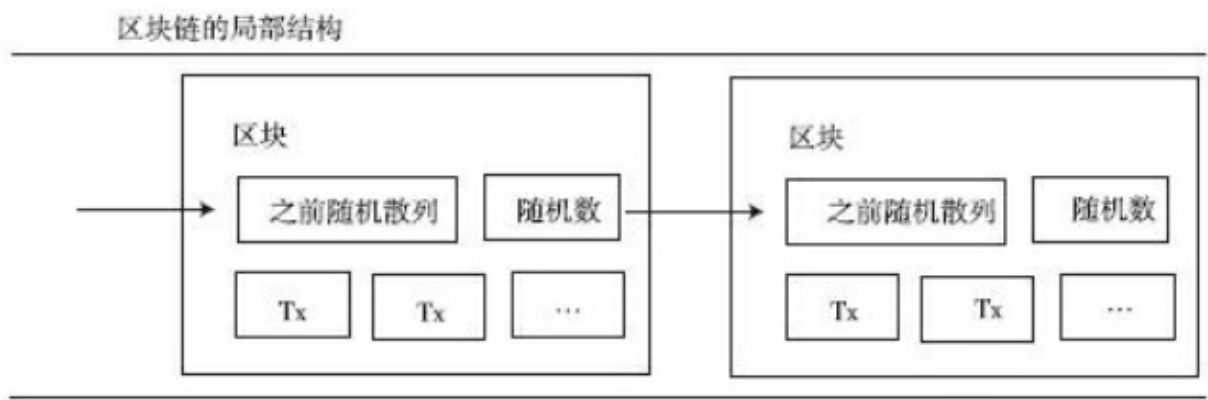 区块链的局部结构
区块 区块
之前随机散列 随机数 之前随机散列 随机数
Tx Tx ... Tx Tx ...